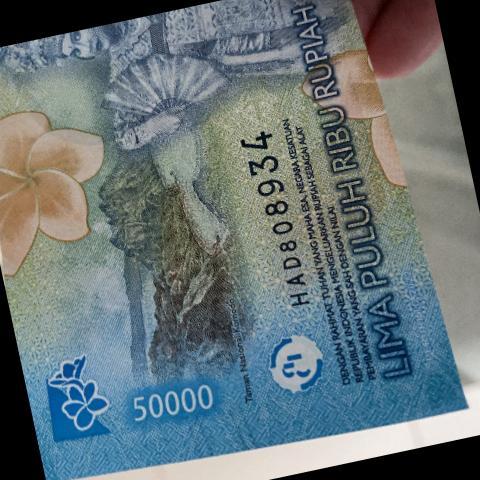 LIMA PULUH RIBU RUPIAH
DENGAN RAHMAT TUHAN YANG MAHA ESA, NEGARA KESATUAN
REPUBLIK INDONESIA MENGELUARKAN RUPIAH SEBAGAI ALAT
PEMBAYARAN YANG SAH DENGAN NILAI
HAD808934
Taman Nasional Komodo
50000